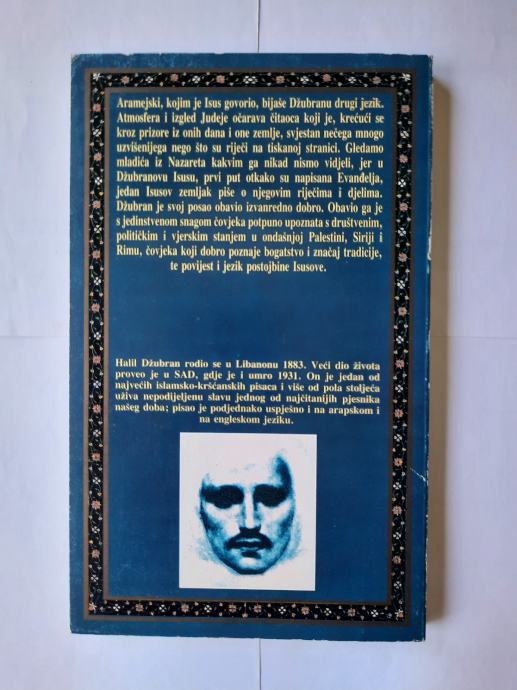 Aramejski, kojim je Isus govorio, bijaše Džubranu drugi jezik.
Atmosfera i izgled Judeje očarava čitaoca koji je, krećući se
kroz prizore iz onih dana i one zemlje, svjestan nečega mnogo
uzvišenijega nego što su riječi na tiskanoj stranici. Gledamo
mladića iz Nazareta kakvim ga nikad nismo vidjeli, jer u
Džubranovu Isusu, prvi put otkako su napisana Evanđelja,
jedan Isusov zemljak piše o njegovim riječima i djelima.
Džubran je svoj posao obavio izvanredno dobro. Obavio ga je
s jedinstvenom snagom čovjeka potpuno upoznata s društvenim,
političkim i vjerskim stanjem u ondašnjoj Palestini, Siriji i
Rimu, čovjeka koji dobro poznaje bogatstvo i značaj tradicije,
te povijest i jezik postojbine Isusove.
Halil Džubran rodio se u Libanonu 1883. Veći dio života
proveo je u SAD, gdje je i umro 1931. On je jedan od
najvećih islamsko-kršćanskih pisaca i više od pola stoljeća
uživa nepodijeljenu slavu jednog od najčitanijih pjesnika
našeg doba; pisao je podjednako uspješno i na arapskom i
na engleskom jeziku.